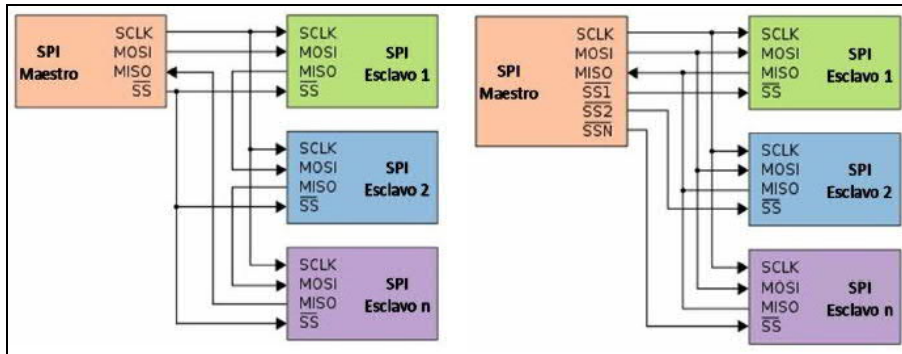 SPI
Maestro
SCLK
MOSI
MISO
SS
SCLK
MOSI
MISO
SS
SPI
Esclavo 1
SCLK
MOSI
MISO
SS
SPI
Esclavo 2
SCLK
MOSI
MISO
SS
SPI
Esclavo n
SPI
Maestro
SCLK
MOSI
MISO
SS1
SS2
SSN
SCLK
MOSI
MISO
SS
SPI
Esclavo 1
SCLK
MOSI
MISO
SS
SPI
Esclavo 2
SCLK
MOSI
MISO
SS
SPI
Esclavo n